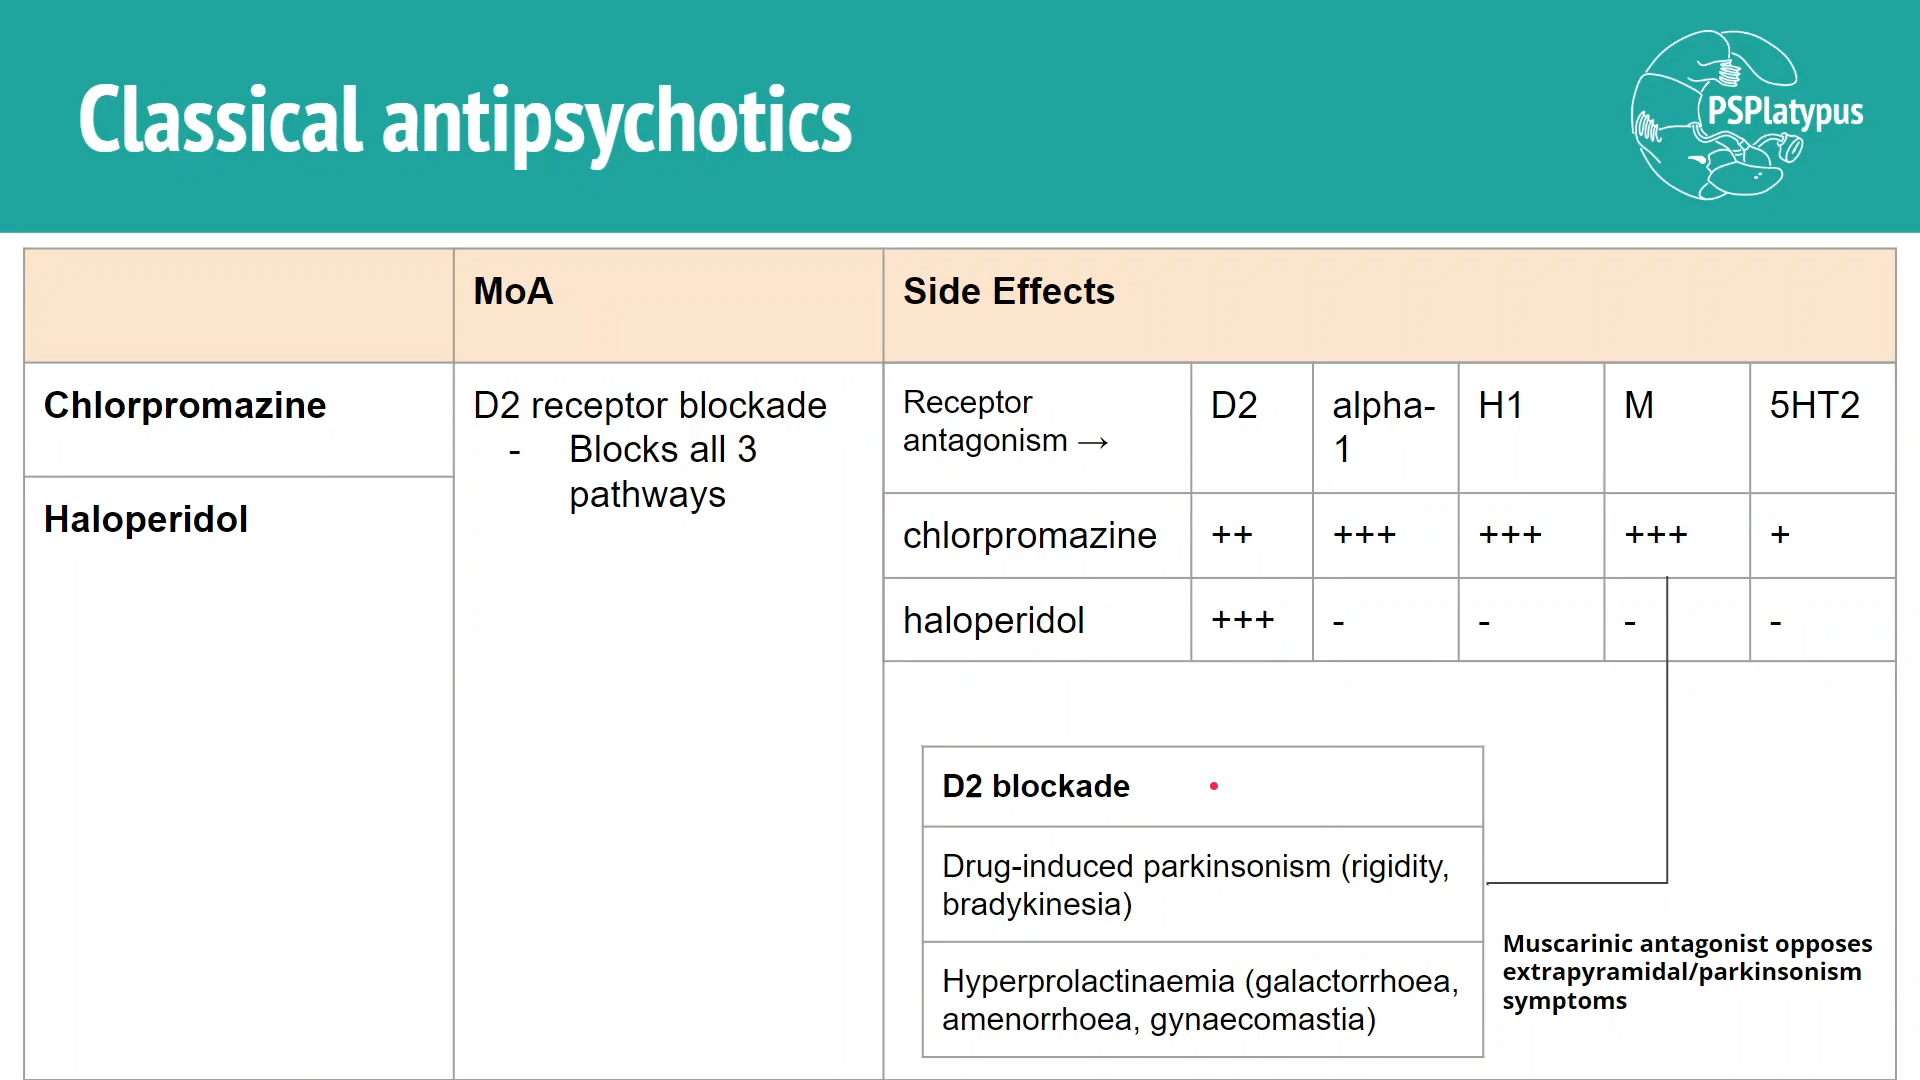 Classical antipsychotics
PSPlatypus
MoA
Side Effects
Chlorpromazine
D2 receptor blockade
- Blocks all 3
pathways
Receptor
antagonism →
D2
alpha-
1
H1
M
5HT2
Haloperidol
chlorpromazine
++
+++
+++
+++
+
haloperidol
+++
-
-
-
-
D2 blockade
Drug-induced parkinsonism (rigidity,
bradykinesia)
Hyperprolactinaemia (galactorrhoea,
amenorrhoea, gynaecomastia)
Muscarinic antagonist opposes
extrapyramidal/parkinsonism
symptoms